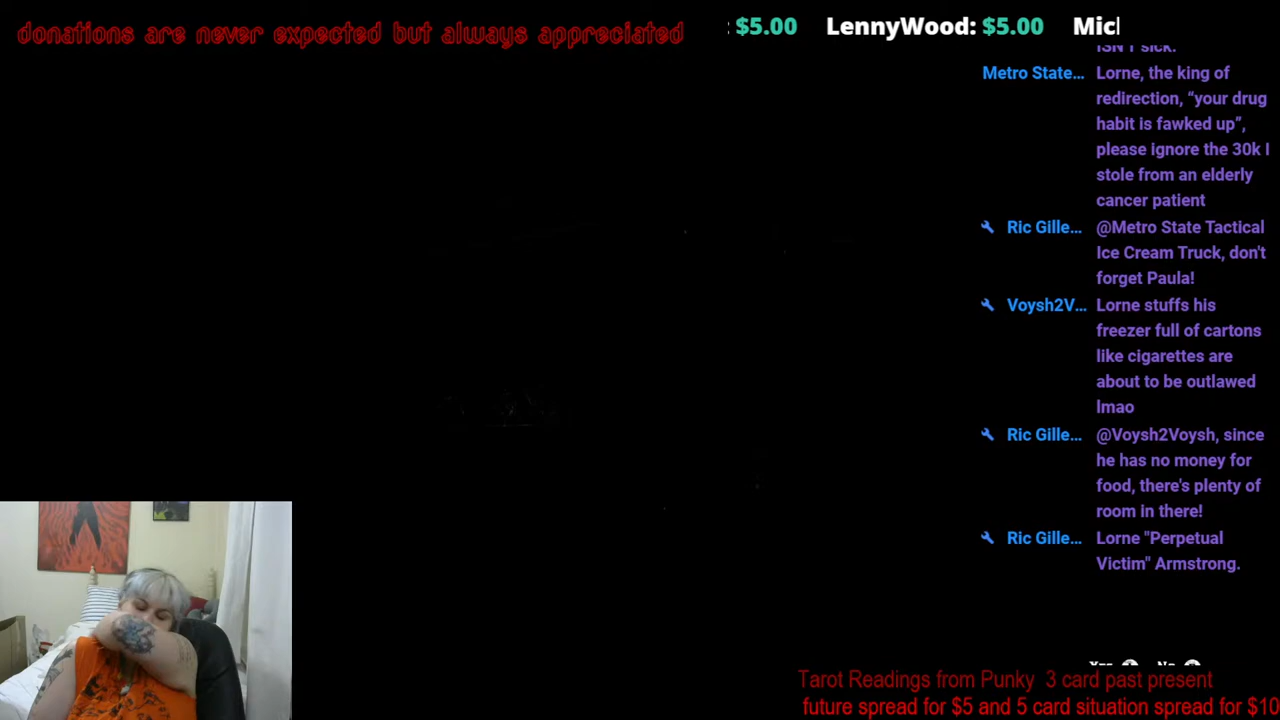 donations are never expected but always appreciated
: $5.00 LennyWood: $5.00 Micl
ISN'T sick.
Metro State… Lorne, the king of
redirection, “your drug
habit is fawked up”,
please ignore the 30k I
stole from an elderly
cancer patient
Ric Gille… @Metro State Tactical
Ice Cream Truck, don't
forget Paula!
Voysh2V… Lorne stuffs his
freezer full of cartons
like cigarettes are
about to be outlawed
lmao
Ric Gille… @Voysh2Voysh, since
he has no money for
food, there's plenty of
room in there!
Ric Gille… Lorne "Perpetual
Victim" Armstrong.
Yes No
Tarot Readings from Punky 3 card past present
future spread for $5 and 5 card situation spread for $10